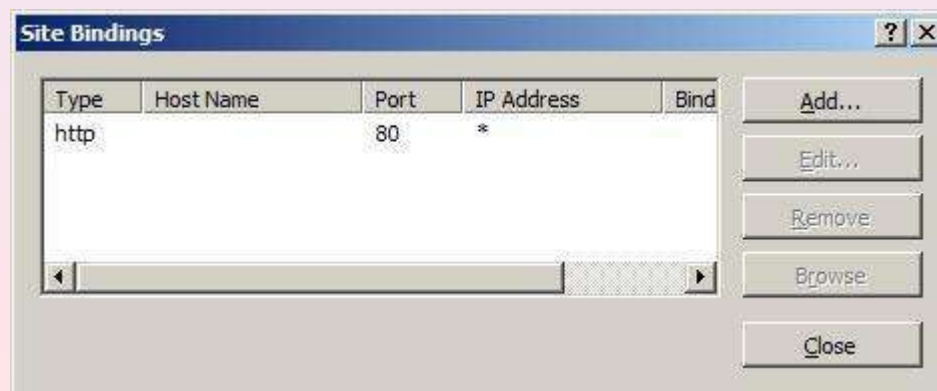 Site Bindings
Type Host Name Port IP Address Bind
http 80 *
Add...
Edit...
Remove
Browse
Close